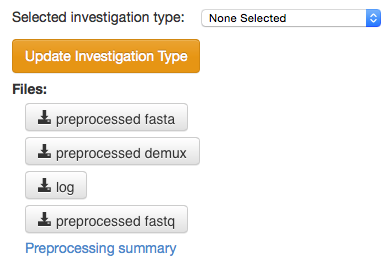 Selected investigation type: None Selected
Update Investigation Type
Files:
preprocessed fasta
preprocessed demux
log
preprocessed fastq
Preprocessing summary